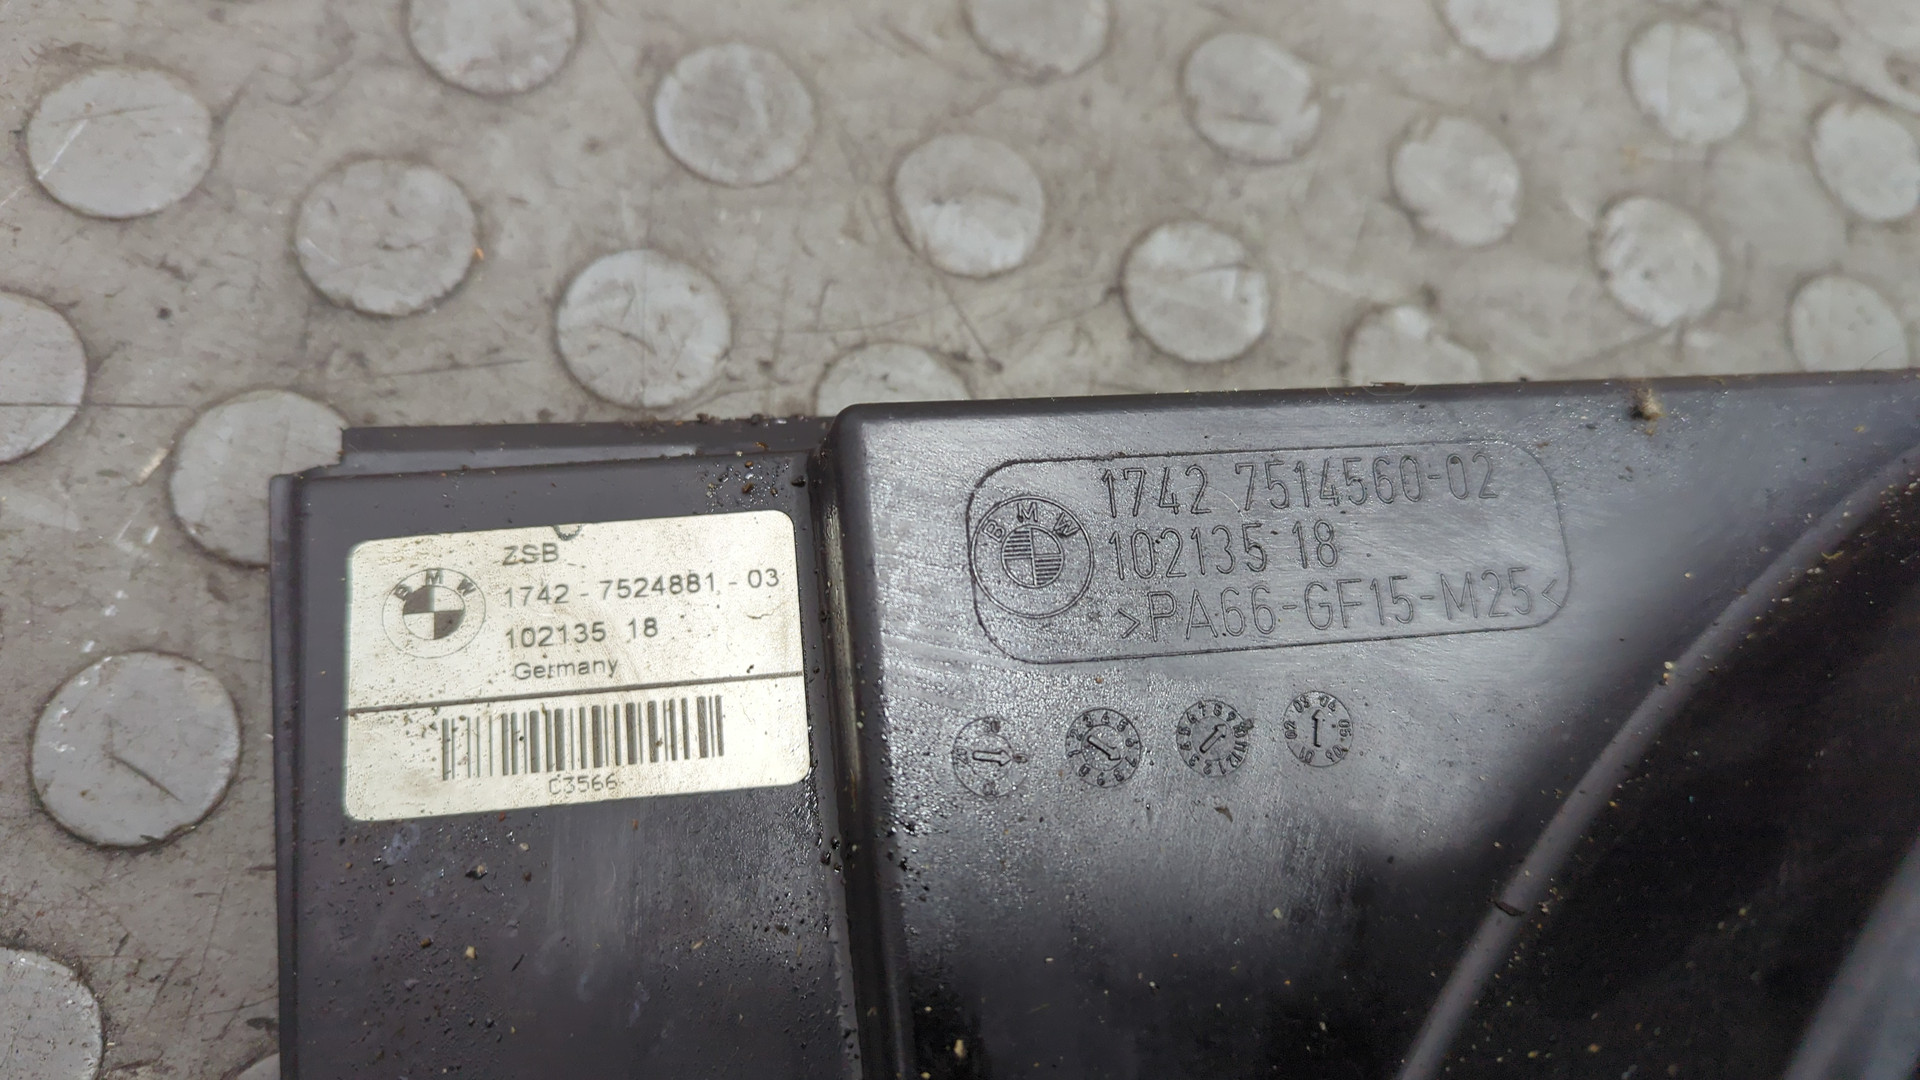 ZSB
BMW
1742 - 7524881 - 03
102135 18
Germany
C3566
BMW
1742 7514560-02
102135 18
>PA66-GF15-M25<